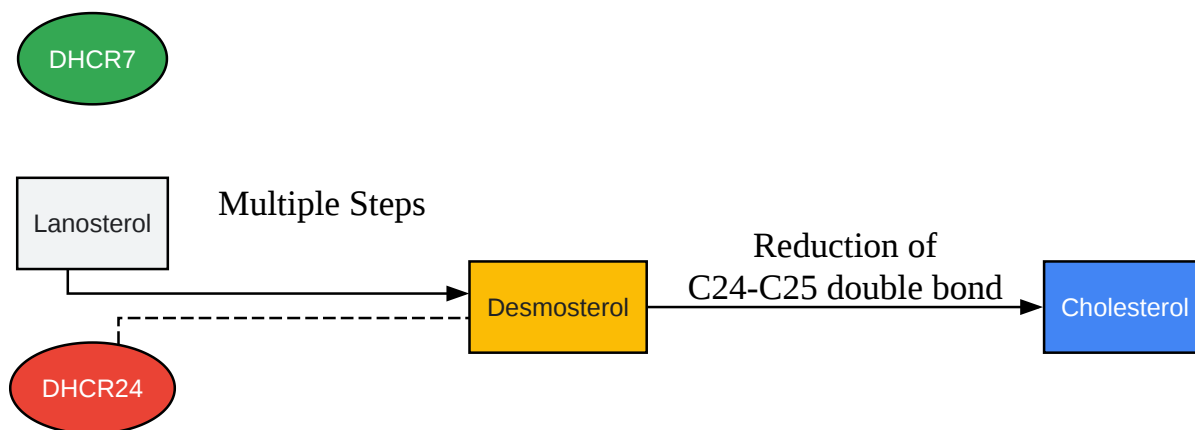 DHCR7
Lanosterol
Multiple Steps
Desmosterol
Reduction of
C24-C25 double bond
Cholesterol
DHCR24